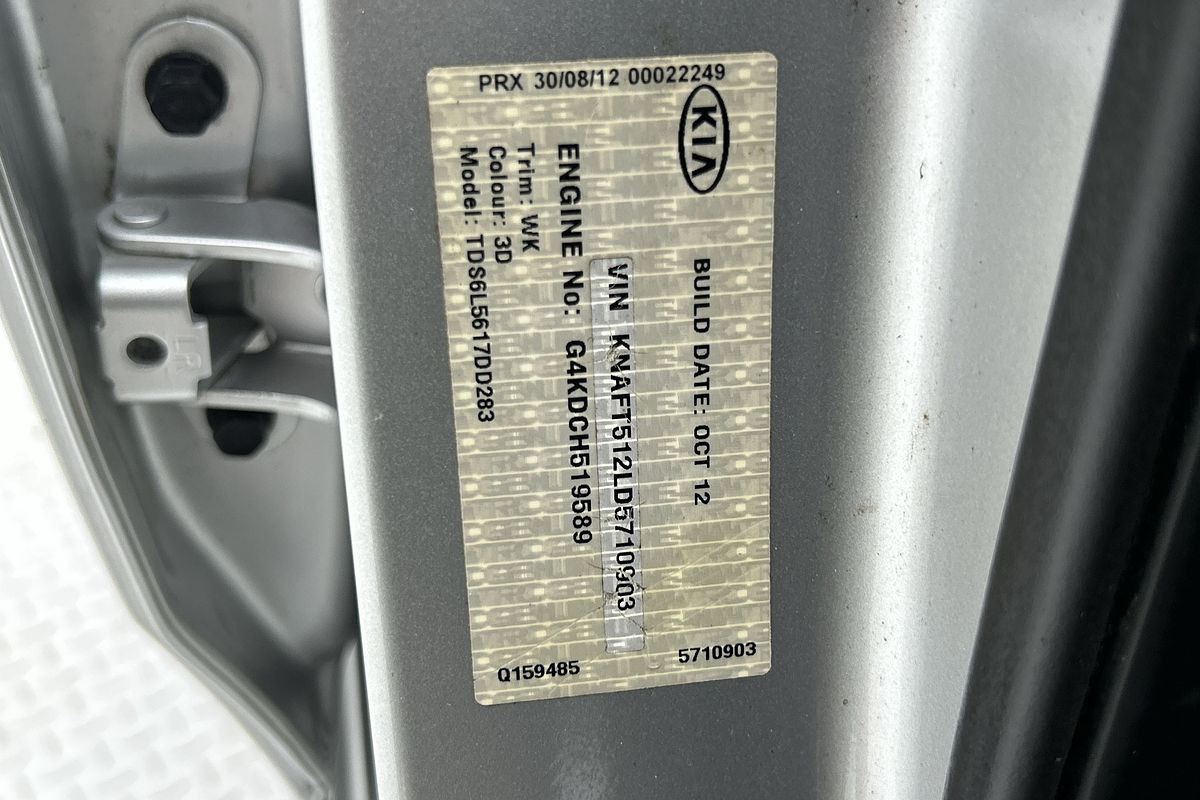 PRX 30/08/12 00022249
KIA
BUILD DATE: OCT 12
VIN KNAFT512LD5710903
ENGINE No: G4KDCH519589
Trim: WK
Colour: 3D
Model: TDS6L5617DD283
Q159485
5710903
LP